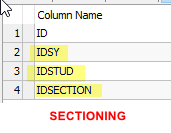 Column Name
1 ID
2 IDSY
3 IDSTUD
4 IDSECTION
SECTIONING